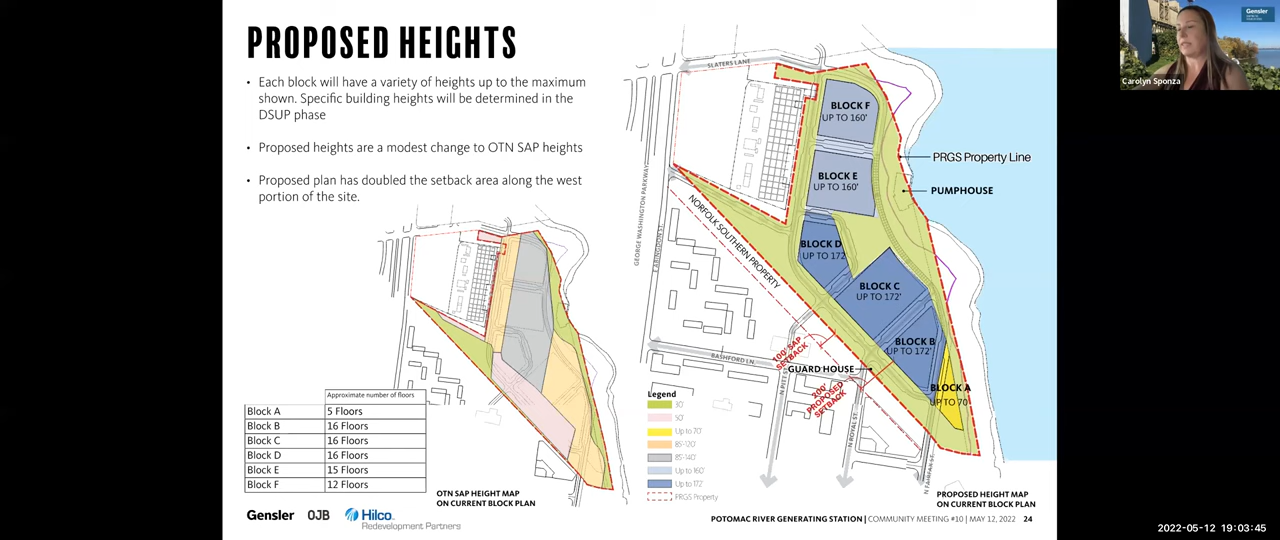 PROPOSED HEIGHTS
• Each block will have a variety of heights up to the maximum
shown. Specific building heights will be determined in the
DSUP phase
• Proposed heights are a modest change to OTN SAP heights
• Proposed plan has doubled the setback area along the west
portion of the site.
Approximate number of floors
Block A 5 Floors
Block B 16 Floors
Block C 16 Floors
Block D 16 Floors
Block E 15 Floors
Block F 12 Floors
OTN SAP HEIGHT MAP
ON CURRENT BLOCK PLAN
SLATERS LANE
GEORGE WASHINGTON PARKWAY
E ABINGDON ST
NORFOLK SOUTHERN PROPERTY
BLOCK F
UP TO 160'
BLOCK E
UP TO 160'
BLOCK D
UP TO 172'
BLOCK C
UP TO 172'
BLOCK B
UP TO 172'
BLOCK A
UP TO 70'
PRGS Property Line
PUMPHOUSE
100' SAP
SETBACK
GUARD HOUSE
200'
PROPOSED
SETBACK
BASHFORD LN.
N PITT ST
N ROYAL ST.
N FAIRFAX ST
Legend
30'
50'
Up to 70'
85'-120'
85'-140'
Up to 160'
Up to 172'
PRGS Property
PROPOSED HEIGHT MAP
ON CURRENT BLOCK PLAN
Gensler
OJB
Hilco
Redevelopment Partners
POTOMAC RIVER GENERATING STATION | COMMUNITY MEETING #10 | MAY 12, 2022 24
Gensler
Carolyn Sponza
2022-05-12 19:03:45